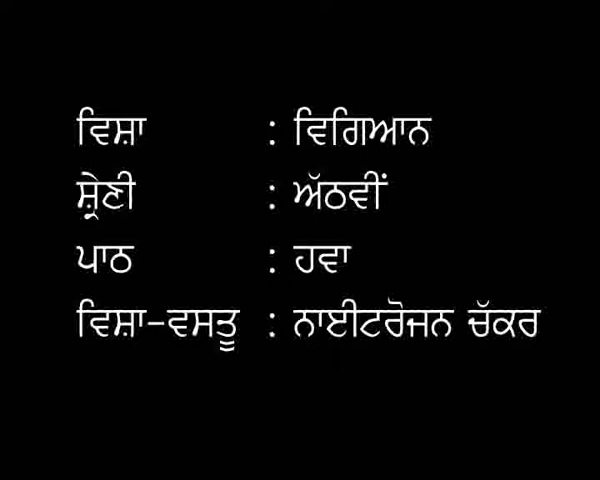 ਵਿਸ਼ਾ : ਵਿਗਿਆਨ
ਸ਼੍ਰੇਣੀ : ਅੱਠਵੀਂ
ਪਾਠ : ਹਵਾ
ਵਿਸ਼ਾ-ਵਸਤੂ : ਨਾਈਟਰੋਜਨ ਚੱਕਰ